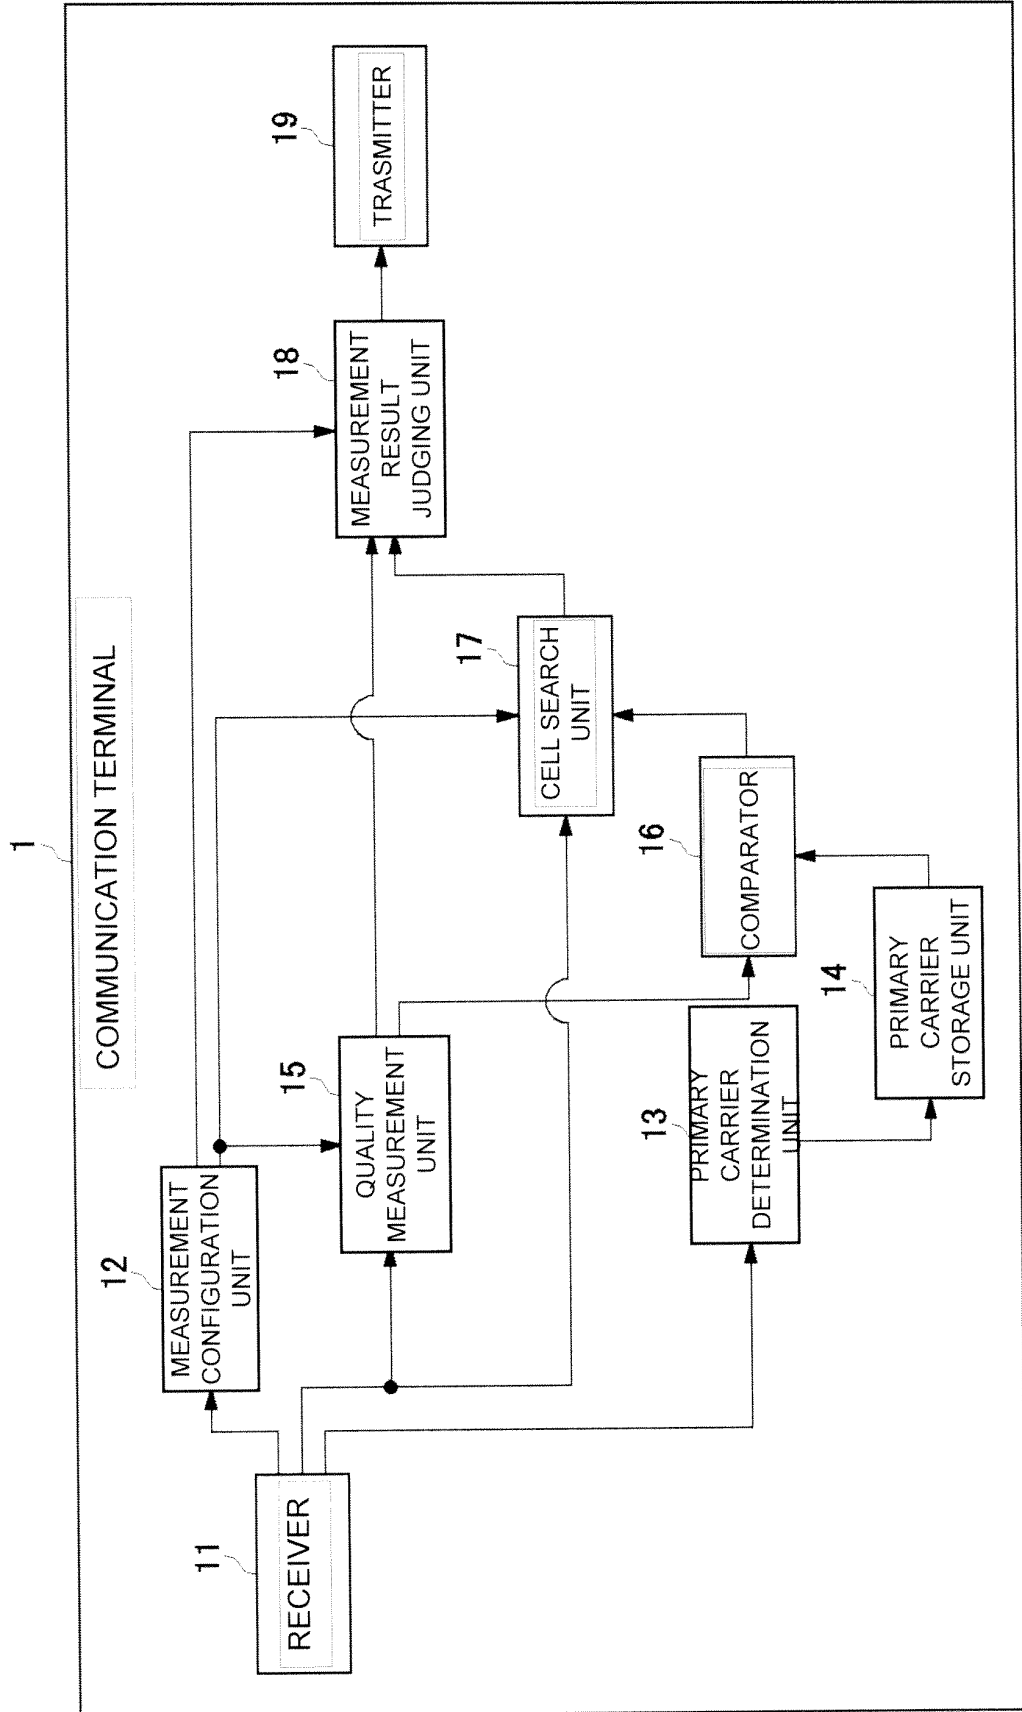 1
COMMUNICATION TERMINAL
11
RECEIVER
12
MEASUREMENT
CONFIGURATION
UNIT
15
QUALITY
MEASUREMENT
UNIT
13
PRIMARY
CARRIER
DETERMINATION
UNIT
14
PRIMARY
CARRIER
STORAGE UNIT
16
COMPARATOR
17
CELL SEARCH
UNIT
18
MEASUREMENT
RESULT
JUDGING UNIT
19
TRASMITTER